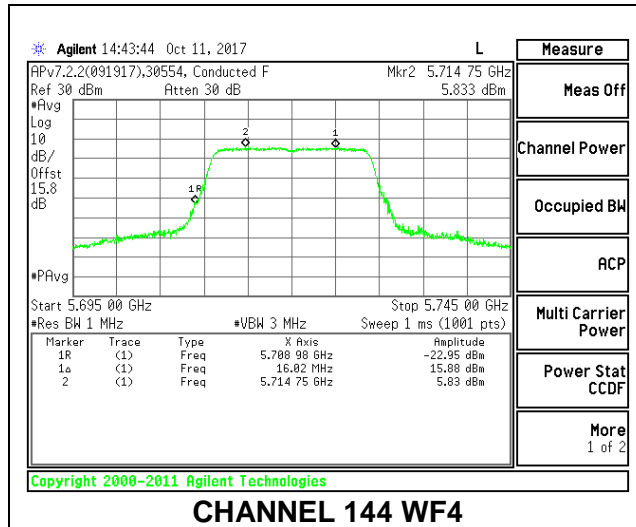 Agilent 14:43:44 Oct 11, 2017 L
APv7.2.2(091917),30554, Conducted F Mkr2 5.714 75 GHz
Ref 30 dBm Atten 30 dB 5.833 dBm
#Avg
Log
10
dB/
Offst
15.8
dB
2
1
1R
#PAvg
Start 5.695 00 GHz Stop 5.745 00 GHz
#Res BW 1 MHz #VBW 3 MHz Sweep 1 ms (1001 pts)
Marker Trace Type X Axis Amplitude
1R (1) Freq 5.708 98 GHz -22.95 dBm
1Δ (1) Freq 16.02 MHz 15.88 dBm
2 (1) Freq 5.714 75 GHz 5.83 dBm
Copyright 2000-2011 Agilent Technologies
Measure
Meas Off
Channel Power
Occupied BW
ACP
Multi Carrier
Power
Power Stat
CCDF
More
1 of 2
CHANNEL 144 WF4